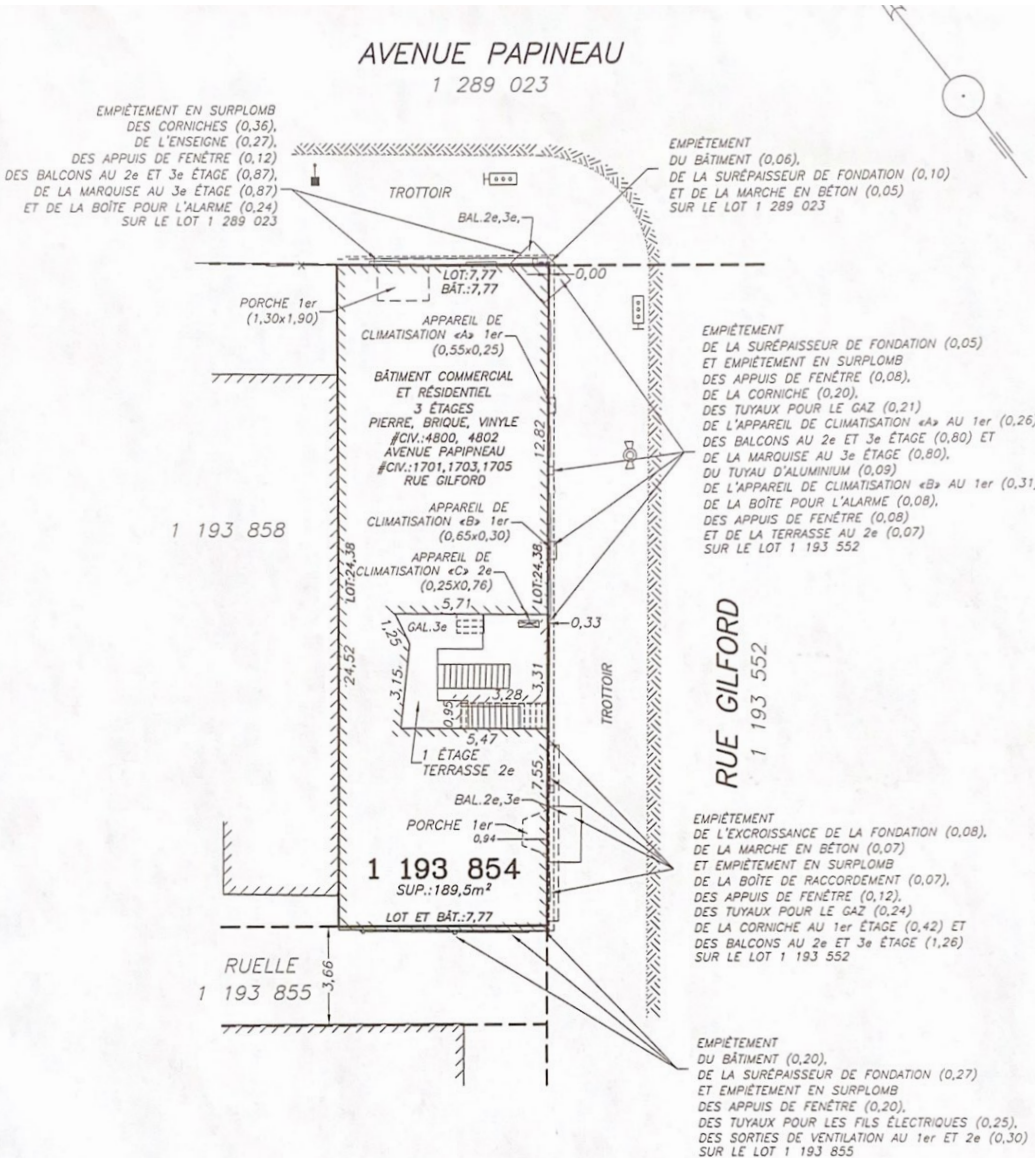 AVENUE PAPINEAU
1 289 023
EMPIÈTEMENT EN SURPLOMB
DES CORNICHES (0,36),
DE L'ENSEIGNE (0,27),
DES APPUIS DE FENÊTRE (0,12)
DES BALCONS AU 2e ET 3e ÉTAGE (0,87),
DE LA MARQUISE AU 3e ÉTAGE (0,87)
ET DE LA BOÎTE POUR L'ALARME (0,24)
SUR LE LOT 1 289 023
TROTTOIR
BAL.2e,3e,
EMPIÈTEMENT
DU BÂTIMENT (0,06),
DE LA SURÉPAISSEUR DE FONDATION (0,10)
ET DE LA MARCHE EN BÉTON (0,05)
SUR LE LOT 1 289 023
LOT:7,77
BÂT.:7,77
0,00
PORCHE 1er
(1,30x1,90)
APPAREIL DE
CLIMATISATION «A» 1er
(0,55x0,25)
BÂTIMENT COMMERCIAL
ET RÉSIDENTIEL
3 ÉTAGES
PIERRE, BRIQUE, VINYLE
#CIV.:4800, 4802
AVENUE PAPIPNEAU
#CIV.:1701,1703,1705
RUE GILFORD
12,82
EMPIÈTEMENT
DE LA SURÉPAISSEUR DE FONDATION (0,05)
ET EMPIÈTEMENT EN SURPLOMB
DES APPUIS DE FENÊTRE (0,08),
DE LA CORNICHE (0,20),
DES TUYAUX POUR LE GAZ (0,21)
DE L'APPAREIL DE CLIMATISATION «A» AU 1er (0,26)
DES BALCONS AU 2e ET 3e ÉTAGE (0,80) ET
DE LA MARQUISE AU 3e ÉTAGE (0,80),
DU TUYAU D'ALUMINIUM (0,09)
DE L'APPAREIL DE CLIMATISATION «B» AU 1er (0,31)
DE LA BOÎTE POUR L'ALARME (0,08),
DES APPUIS DE FENÊTRE (0,08)
ET DE LA TERRASSE AU 2e (0,07)
SUR LE LOT 1 193 552
1 193 858
APPAREIL DE
CLIMATISATION «B» 1er
(0,65x0,30)
APPAREIL DE
CLIMATISATION «C» 2e
(0,25X0,76)
LOT:24,38
24,52
LOT:24,38
5,71
GAL.3e
0,33
1,25
3,15
3,28
3,31
0,95
5,47
1 ÉTAGE
TERRASSE 2e
TROTTOIR
RUE GILFORD
1 193 552
7,55
BAL.2e,3e
PORCHE 1er
0,94
1 193 854
SUP.:189,5m²
LOT ET BÂT.:7,77
EMPIÈTEMENT
DE L'EXCROISSANCE DE LA FONDATION (0,08),
DE LA MARCHE EN BÉTON (0,07)
ET EMPIÈTEMENT EN SURPLOMB
DE LA BOÎTE DE RACCORDEMENT (0,07),
DES APPUIS DE FENÊTRE (0,12),
DES TUYAUX POUR LE GAZ (0,24)
DE LA CORNICHE AU 1er ÉTAGE (0,42) ET
DES BALCONS AU 2e ET 3e ÉTAGE (1,26)
SUR LE LOT 1 193 552
RUELLE
1 193 855
3,66
EMPIÈTEMENT
DU BÂTIMENT (0,20),
DE LA SURÉPAISSEUR DE FONDATION (0,27)
ET EMPIÈTEMENT EN SURPLOMB
DES APPUIS DE FENÊTRE (0,20),
DES TUYAUX POUR LES FILS ÉLECTRIQUES (0,25),
DES SORTIES DE VENTILATION AU 1er ET 2e (0,30)
SUR LE LOT 1 193 855